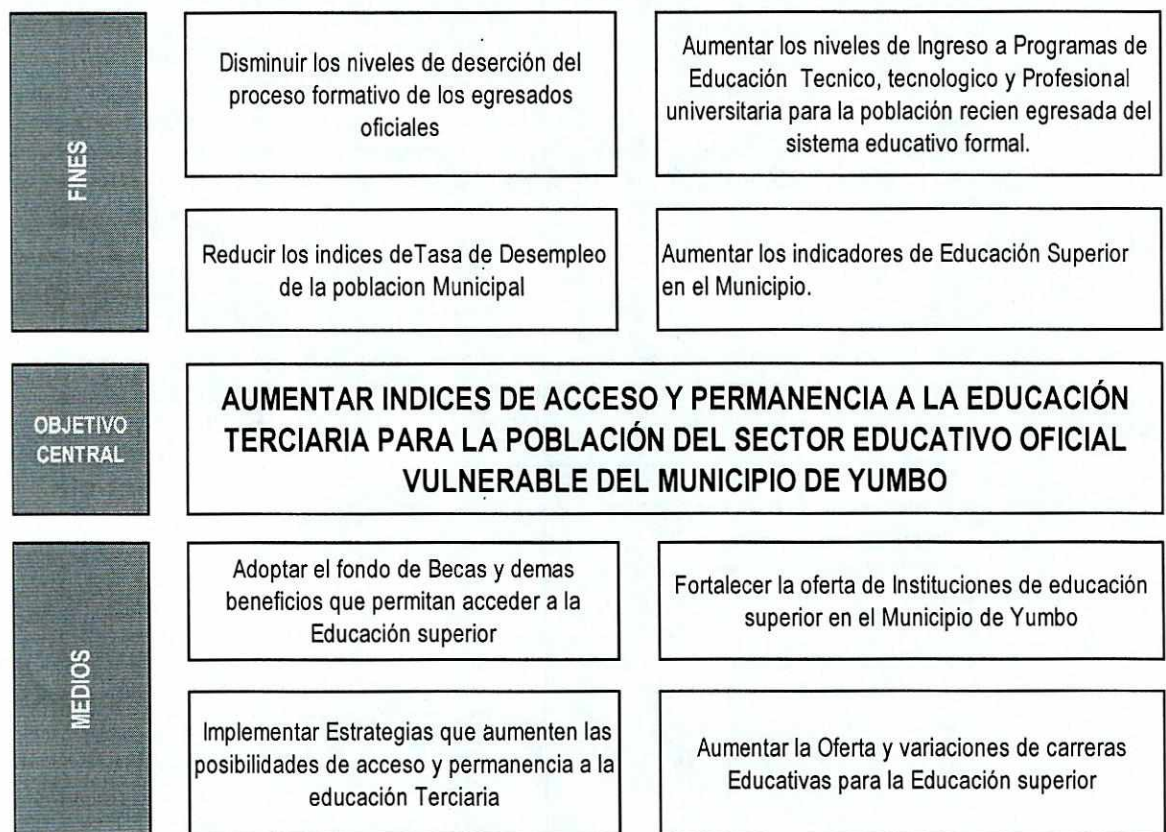 FINES
Disminuir los niveles de deserción del
proceso formativo de los egresados
oficiales
Aumentar los niveles de Ingreso a Programas de
Educación Tecnico, tecnologico y Profesional
universitaria para la población recien egresada del
sistema educativo formal.
Reducir los indices deTasa de Desempleo
de la poblacion Municipal
Aumentar los indicadores de Educación Superior
en el Municipio.
OBJETIVO
CENTRAL
AUMENTAR INDICES DE ACCESO Y PERMANENCIA A LA EDUCACIÓN
TERCIARIA PARA LA POBLACIÓN DEL SECTOR EDUCATIVO OFICIAL
VULNERABLE DEL MUNICIPIO DE YUMBO
MEDIOS
Adoptar el fondo de Becas y demas
beneficios que permitan acceder a la
Educación superior
Fortalecer la oferta de Instituciones de educación
superior en el Municipio de Yumbo
Implementar Estrategias que aumenten las
posibilidades de acceso y permanencia a la
educación Terciaria
Aumentar la Oferta y variaciones de carreras
Educativas para la Educación superior